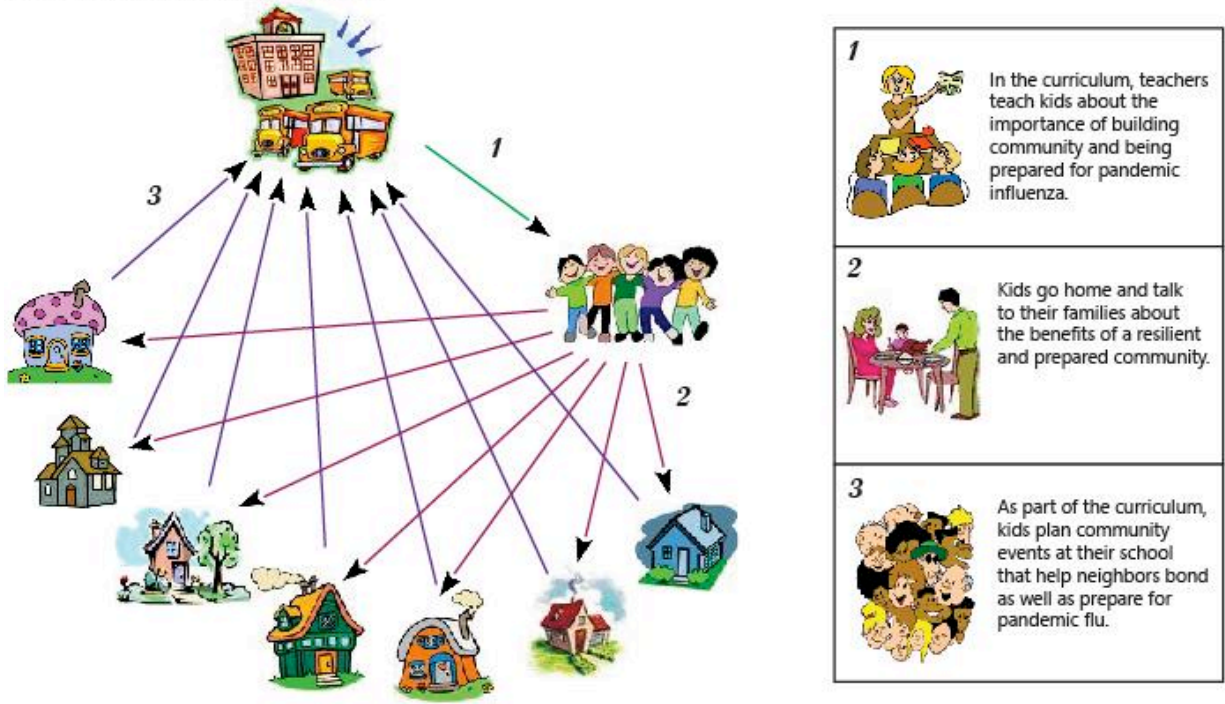 1
3
2
1
In the curriculum, teachers
teach kids about the
importance of building
community and being
prepared for pandemic
influenza.
2
Kids go home and talk
to their families about
the benefits of a resilient
and prepared community.
3
As part of the curriculum,
kids plan community
events at their school
that help neighbors bond
as well as prepare for
pandemic flu.